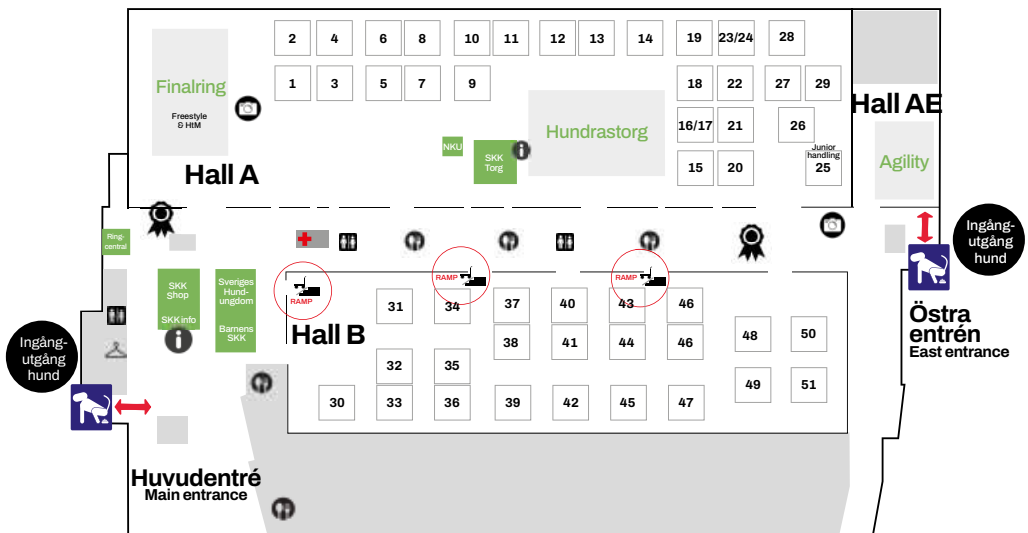 2 4 6 8 10 11 12 13 14 19 23/24 28
Finalring
Freestyle
& HtM
1 3 5 7 9 18 22 27 29
Hall AE
Hundrastorg
16/17 21 26
NKU
SKK
Torg
Junior
handling
15 20 25
Agility
Hall A
Ring-
central
Ingång-
utgång
hund
SKK
Shop
SKKinfo
Sveriges
Hund-
ungdom
Barnens
SKK
RAMP
RAMP
RAMP
31 34 37 40 43 46
Hall B
38 41 44 46 48 50
32 35
49 51
30 33 36 39 42 45 47
Östra
entrén
East entrance
Ingång-
utgång
hund
Huvudentré
Main entrance